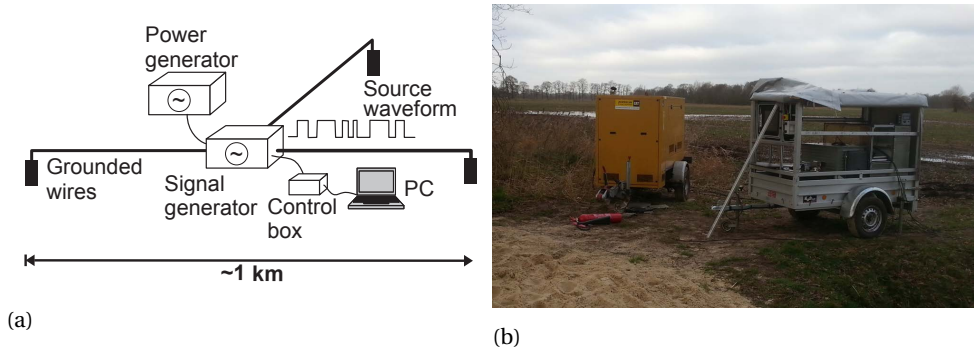 Power
generator
Source
waveform
Grounded
wires
Signal
generator
Control
box
PC
~1 km
(a)
(b)